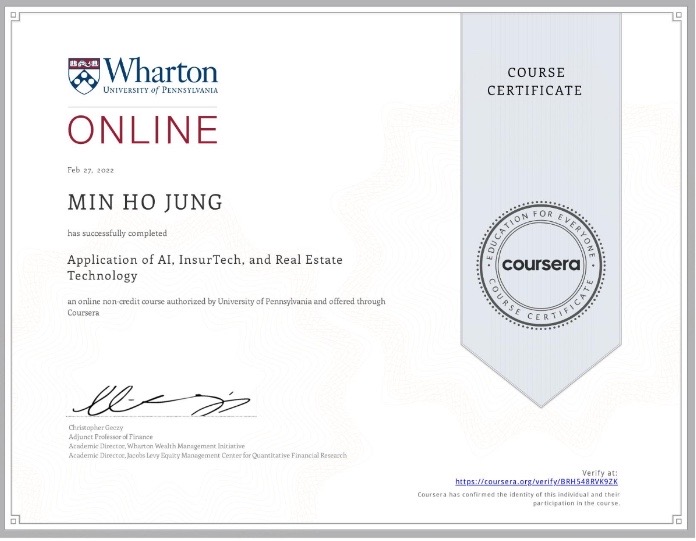 Wharton
UNIVERSITY of PENNSYLVANIA
ONLINE
Feb 27, 2022
MIN HO JUNG
has successfully completed
Application of AI, InsurTech, and Real Estate
Technology
an online non-credit course authorized by University of Pennsylvania and offered through
Coursera
Christopher Geczy
Adjunct Professor of Finance
Academic Director, Wharton Wealth Management Initiative
Academic Director, Jacobs Levy Equity Management Center for Quantitative Financial Research
COURSE
CERTIFICATE
EDUCATION FOR EVERYONE
coursera
COURSE CERTIFICATE
Verify at:
https://coursera.org/verify/BRH548RVK9ZK
Coursera has confirmed the identity of this individual and their
participation in the course.